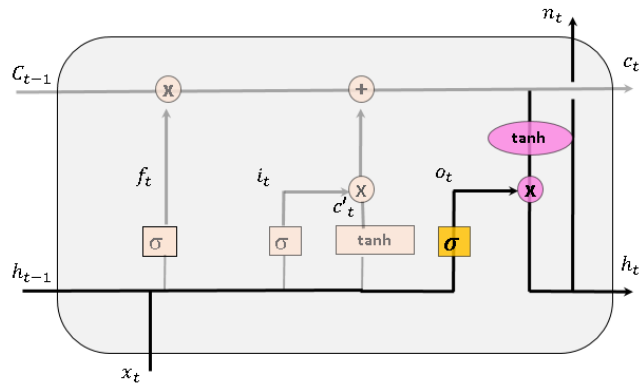 n_t
C_{t−1}
c_t
x
+
tanh
f_t
i_t
x
c'_t
o_t
x
σ
σ
tanh
σ
h_{t−1}
h_t
x_t